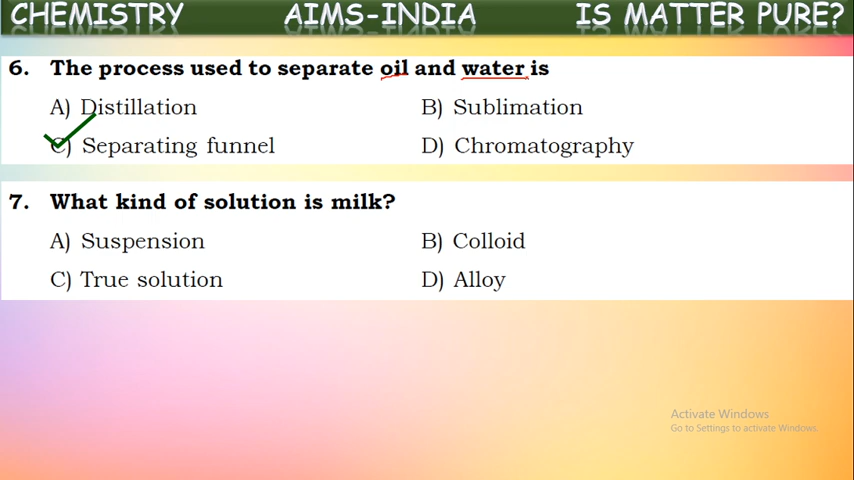 CHEMISTRY AIMS-INDIA IS MATTER PURE?
6. The process used to separate oil and water is
A) Distillation B) Sublimation
C) Separating funnel D) Chromatography
7. What kind of solution is milk?
A) Suspension B) Colloid
C) True solution D) Alloy
Activate Windows
Go to Settings to activate Windows.